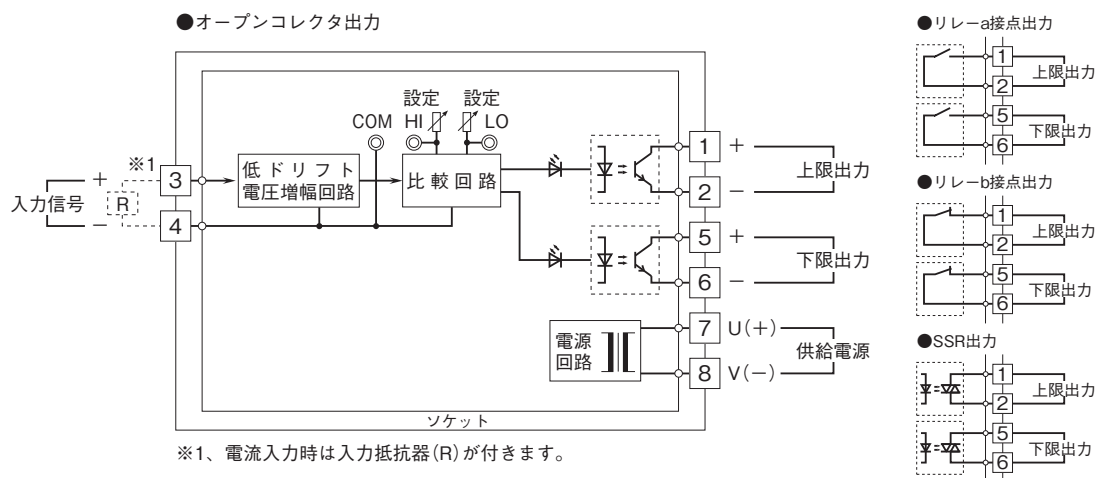 ●オープンコレクタ出力
設定 設定
COM HI LO
※1
入力信号
+
−
R
3
4
低ドリフト
電圧増幅回路
比較回路
1 +
2 −
上限出力
5 +
6 −
下限出力
電源
回路
7 U(+)
8 V(−)
供給電源
ソケット
※1、電流入力時は入力抵抗器(R)が付きます。
●リレーa接点出力
1
2
上限出力
5
6
下限出力
●リレーb接点出力
1
2
上限出力
5
6
下限出力
●SSR出力
1
2
上限出力
5
6
下限出力